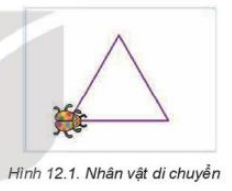 Hình 12.1. Nhân vật di chuyển